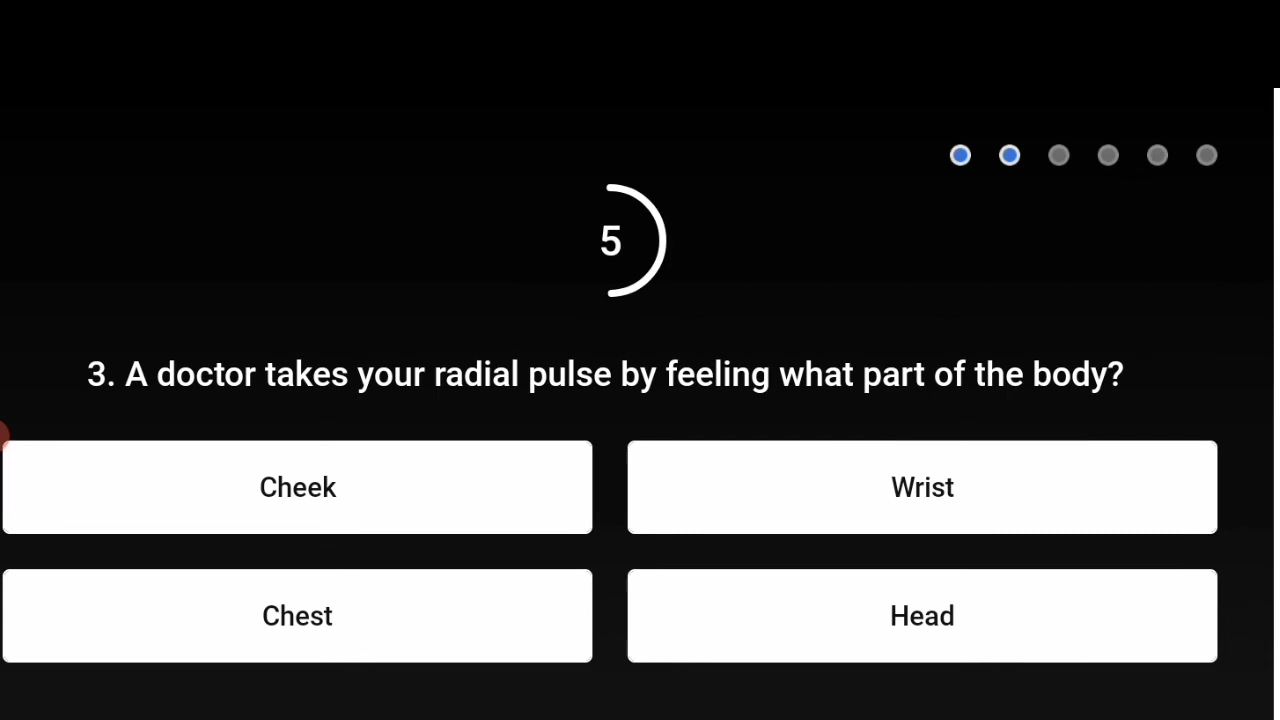 5
3. A doctor takes your radial pulse by feeling what part of the body?
Cheek
Wrist
Chest
Head